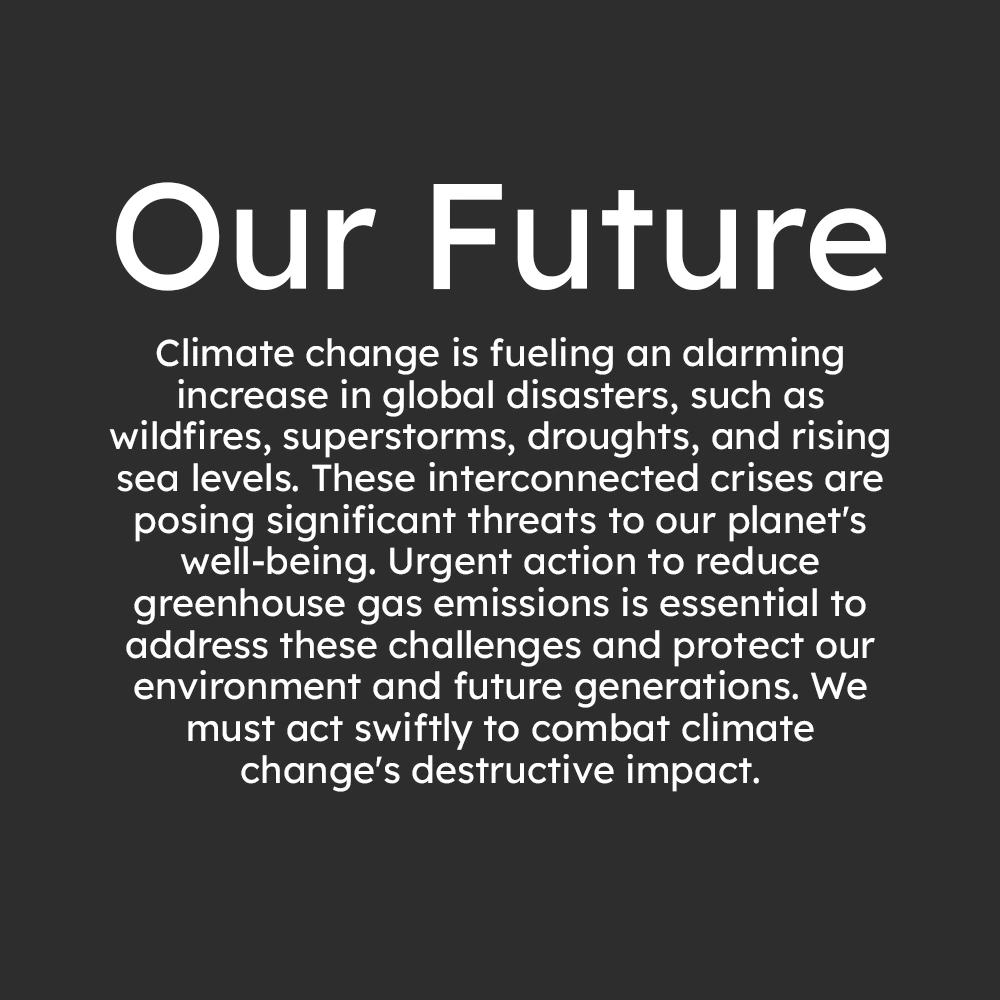 Our Future
Climate change is fueling an alarming
increase in global disasters, such as
wildfires, superstorms, droughts, and rising
sea levels. These interconnected crises are
posing significant threats to our planet's
well-being. Urgent action to reduce
greenhouse gas emissions is essential to
address these challenges and protect our
environment and future generations. We
must act swiftly to combat climate
change's destructive impact.